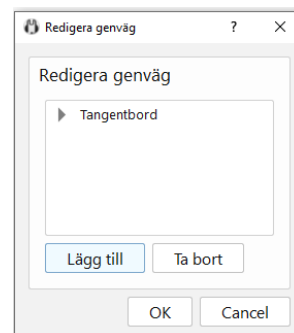 Redigera genväg
?
Redigera genväg
Tangentbord
Lägg till Ta bort
OK Cancel